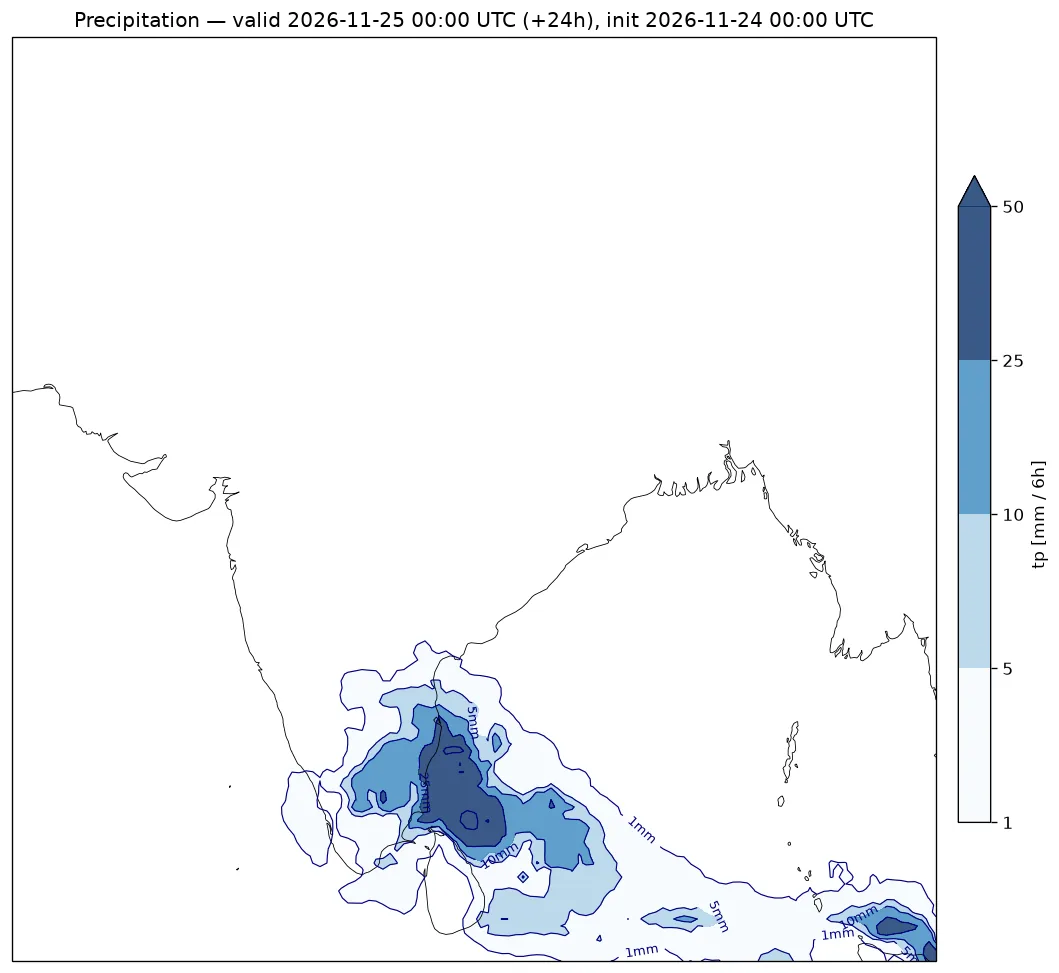 Precipitation — valid 2026-11-25 00:00 UTC (+24h), init 2026-11-24 00:00 UTC
50
25
10
5
1
tp [mm / 6h]
5mm
25mm
10mm
1mm
5mm
10mm
1mm
1mm